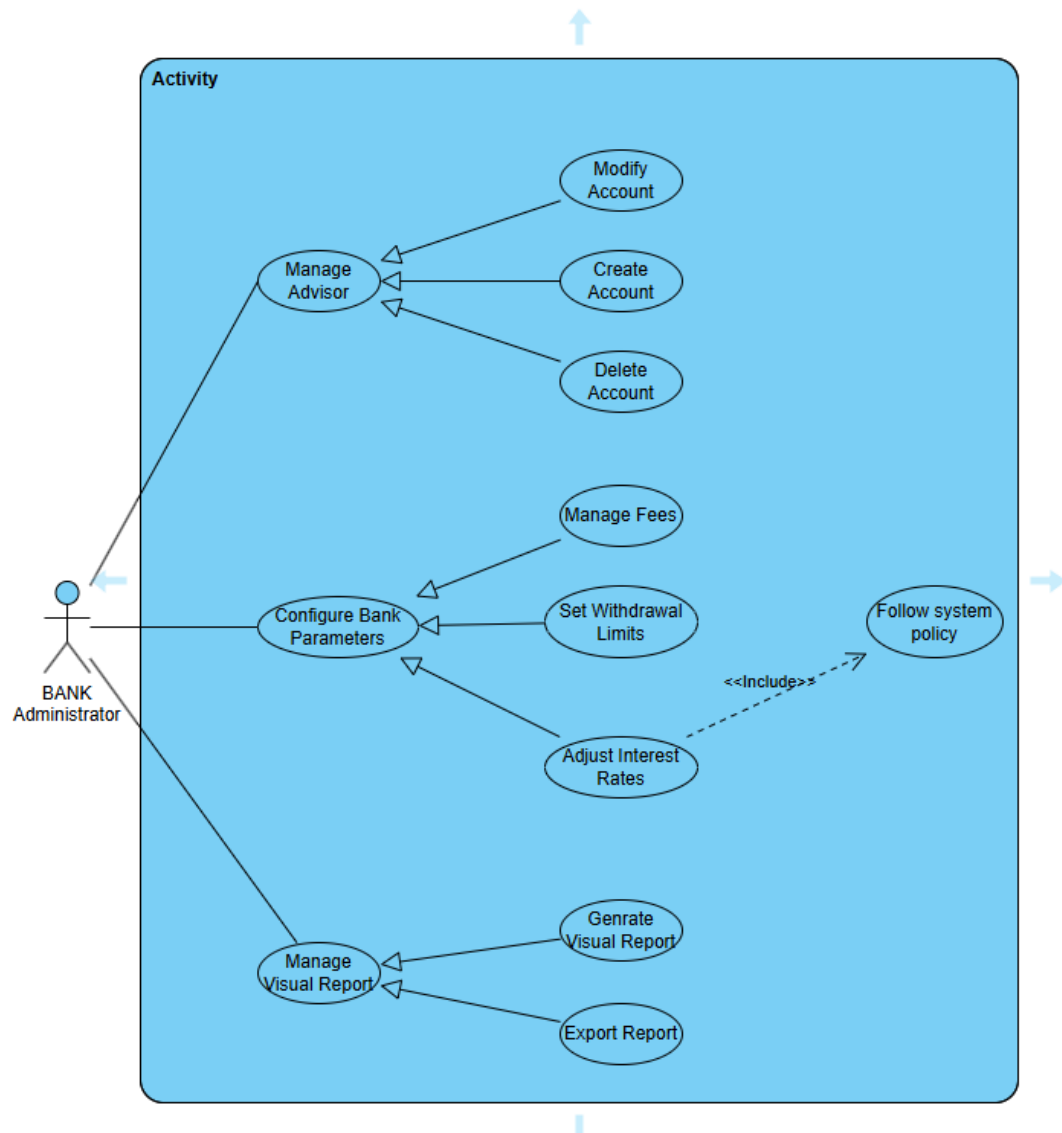 Activity
Modify
Account
Manage
Advisor
Create
Account
Delete
Account
Manage Fees
Configure Bank
Parameters
Set Withdrawal
Limits
Follow system
policy
<<Include>>
BANK
Administrator
Adjust Interest
Rates
Genrate
Visual Report
Manage
Visual Report
Export Report